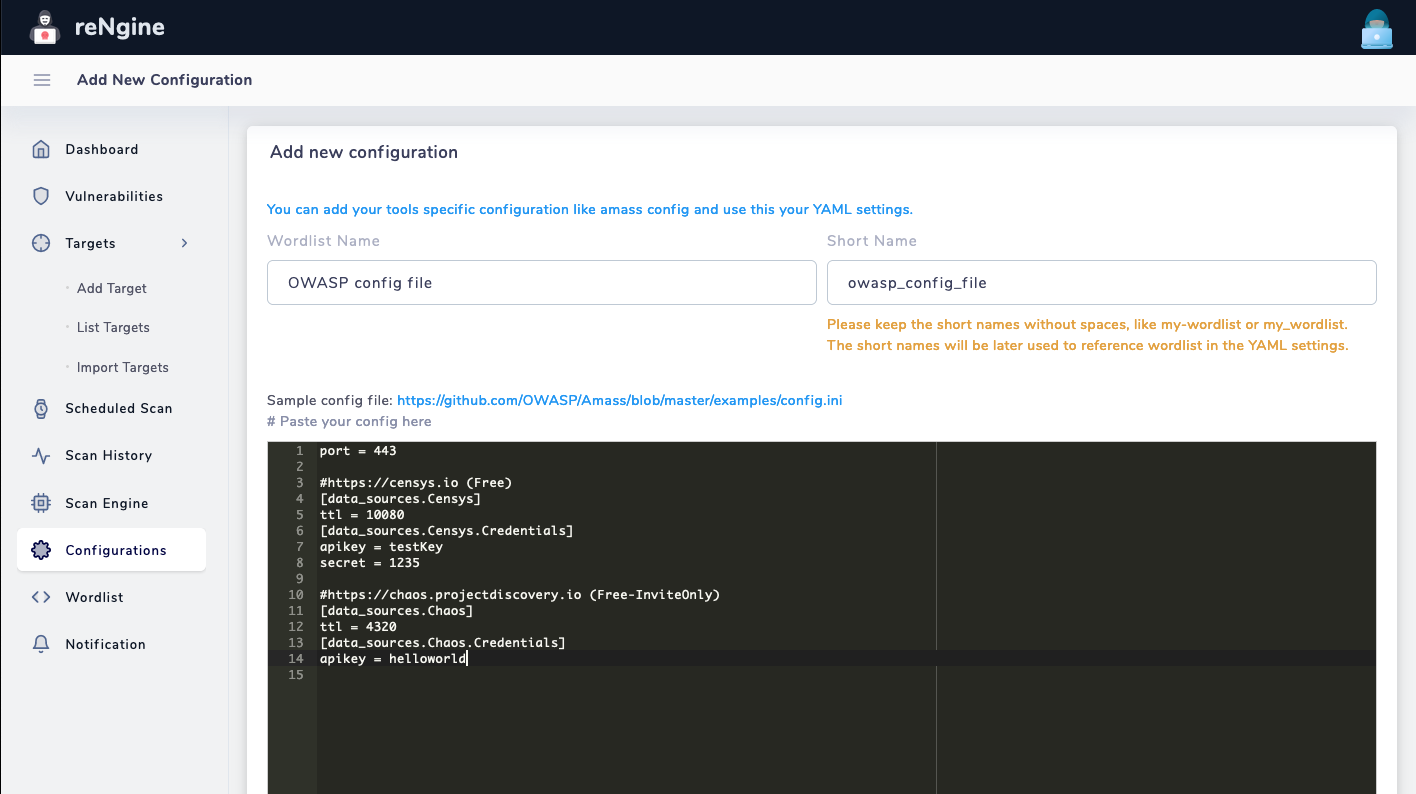 reNgine
Add New Configuration
Dashboard
Vulnerabilities
Targets
Add Target
List Targets
Import Targets
Scheduled Scan
Scan History
Scan Engine
Configurations
Wordlist
Notification
Add new configuration
You can add your tools specific configuration like amass config and use this your YAML settings.
Wordlist Name
Short Name
OWASP config file
owasp_config_file
Please keep the short names without spaces, like my-wordlist or my_wordlist.
The short names will be later used to reference wordlist in the YAML settings.
Sample config file: https://github.com/OWASP/Amass/blob/master/examples/config.ini
# Paste your config here
1 port = 443
2
3 #https://censys.io (Free)
4 [data_sources.Censys]
5 ttl = 10080
6 [data_sources.Censys.Credentials]
7 apikey = testKey
8 secret = 1235
9
10 #https://chaos.projectdiscovery.io (Free-InviteOnly)
11 [data_sources.Chaos]
12 ttl = 4320
13 [data_sources.Chaos.Credentials]
14 apikey = helloworld
15